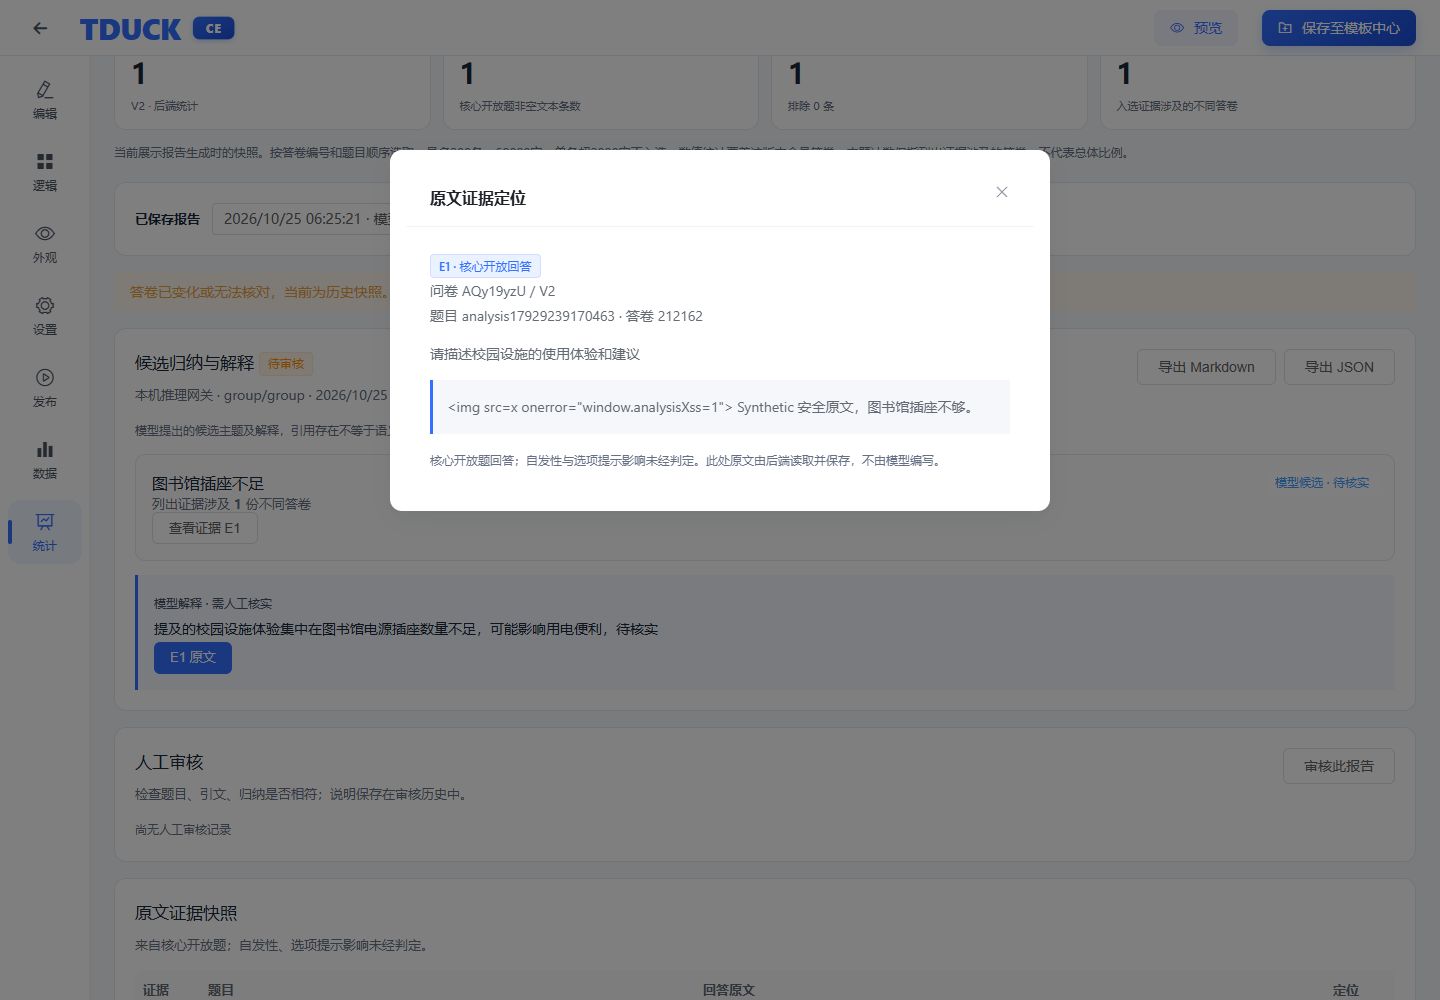 TDUCK CE
预览
保存至模板中心
编辑
逻辑
外观
设置
发布
数据
统计
1
V2 · 后端统计
1
核心开放题非空文本条数
1
排除 0 条
1
入选证据涉及的不同答卷
当前展示报告生成时的快照。按答卷编号和题目顺序
不代表总体比例。
已保存报告
2026/10/25 06:25:21 · 模
答卷已变化或无法核对，当前为历史快照。
候选归纳与解释 待审核
导出 Markdown
导出 JSON
本机推理网关 · group/group · 2026/10/25
模型提出的候选主题及解释，引用存在不等于语
图书馆插座不足
模型候选 · 待核实
列出证据涉及 1 份不同答卷
查看证据 E1
模型解释 · 需人工核实
提及的校园设施体验集中在图书馆电源插座数量不足，可能影响用电便利，待核实
E1 原文
人工审核
审核此报告
检查题目、引文、归纳是否相符；说明保存在审核历史中。
尚无人工审核记录
原文证据快照
来自核心开放题；自发性、选项提示影响未经判定。
证据 题目 回答原文 定位
原文证据定位
E1 · 核心开放回答
问卷 AQy19yzU / V2
题目 analysis17929239170463 · 答卷 212162
请描述校园设施的使用体验和建议
<img src=x onerror="window.analysisXss=1"> Synthetic 安全原文，图书馆插座不够。
核心开放题回答；自发性与选项提示影响未经判定。此处原文由后端读取并保存，不由模型编写。